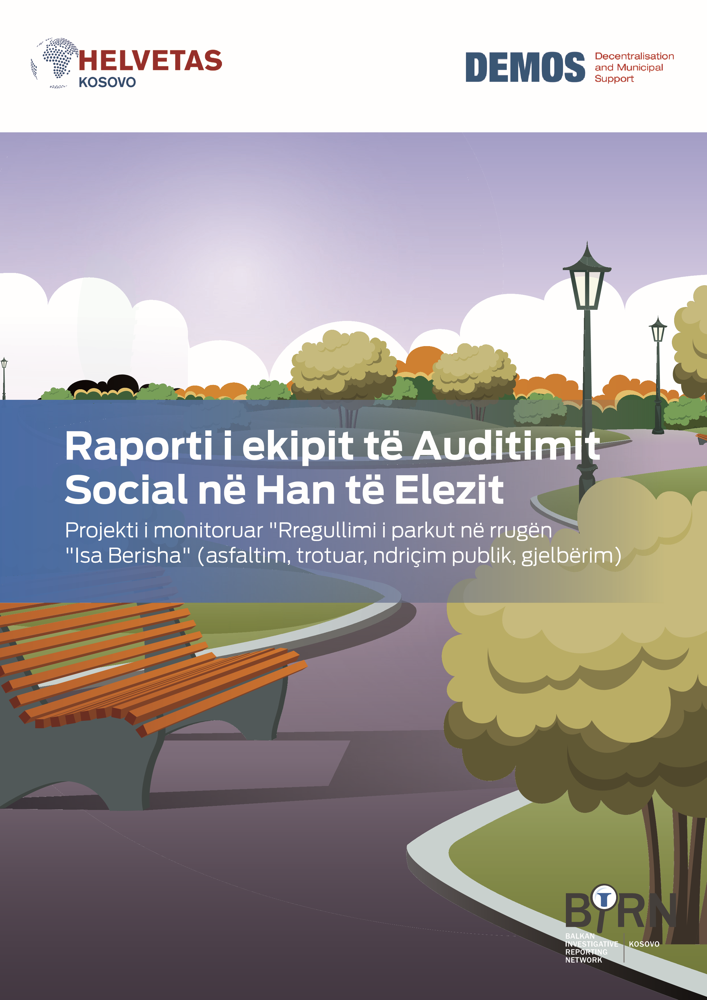 HELVETAS
KOSOVO
DEMOS
Decentralisation
and Municipal
Support
Raporti i ekipit të Auditimit
Social në Han të Elezit
Projekti i monitoruar "Rregullimi i parkut në rrugën
"Isa Berisha" (asfaltim, trotuar, ndriçim publik, gjelbërim)
BIRN
BALKAN
INVESTIGATIVE
REPORTING
NETWORK
KOSOVO